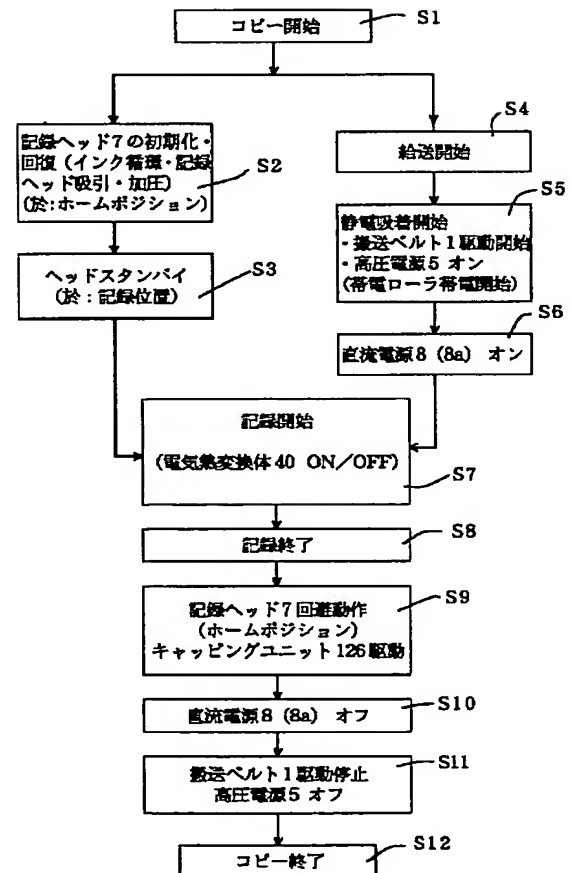 コピー開始
S1
記録ヘッド7の初期化・
回復(インク循環・記録
ヘッド吸引・加圧)
(於:ホームポジション)
S2
ヘッドスタンバイ
(於:記録位置)
S3
給送開始
S4
静電吸着開始
・搬送ベルト1駆動開始
・高圧電源5 オン
(帯電ローラ帯電開始)
S5
直流電源8 (8a) オン
S6
記録開始
(電気熱変換体40 ON/OFF)
S7
記録終了
S8
記録ヘッド7回避動作
(ホームポジション)
キャッピングユニット126駆動
S9
直流電源8 (8a) オフ
S10
搬送ベルト1駆動停止
高圧電源5 オフ
S11
コピー終了
S12